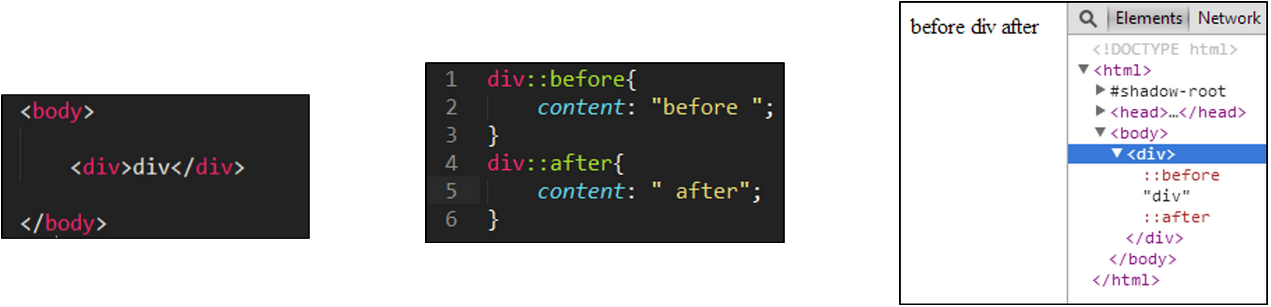 <body>
<div>div</div>
</body>
1 div::before{
2 content: "before ";
3 }
4 div::after{
5 content: " after";
6 }
before div after
Elements Network
<!DOCTYPE html>
▼<html>
▶#shadow-root
▶<head>…</head>
▼<body>
▼<div>
::before
"div"
::after
</div>
</body>
</html>